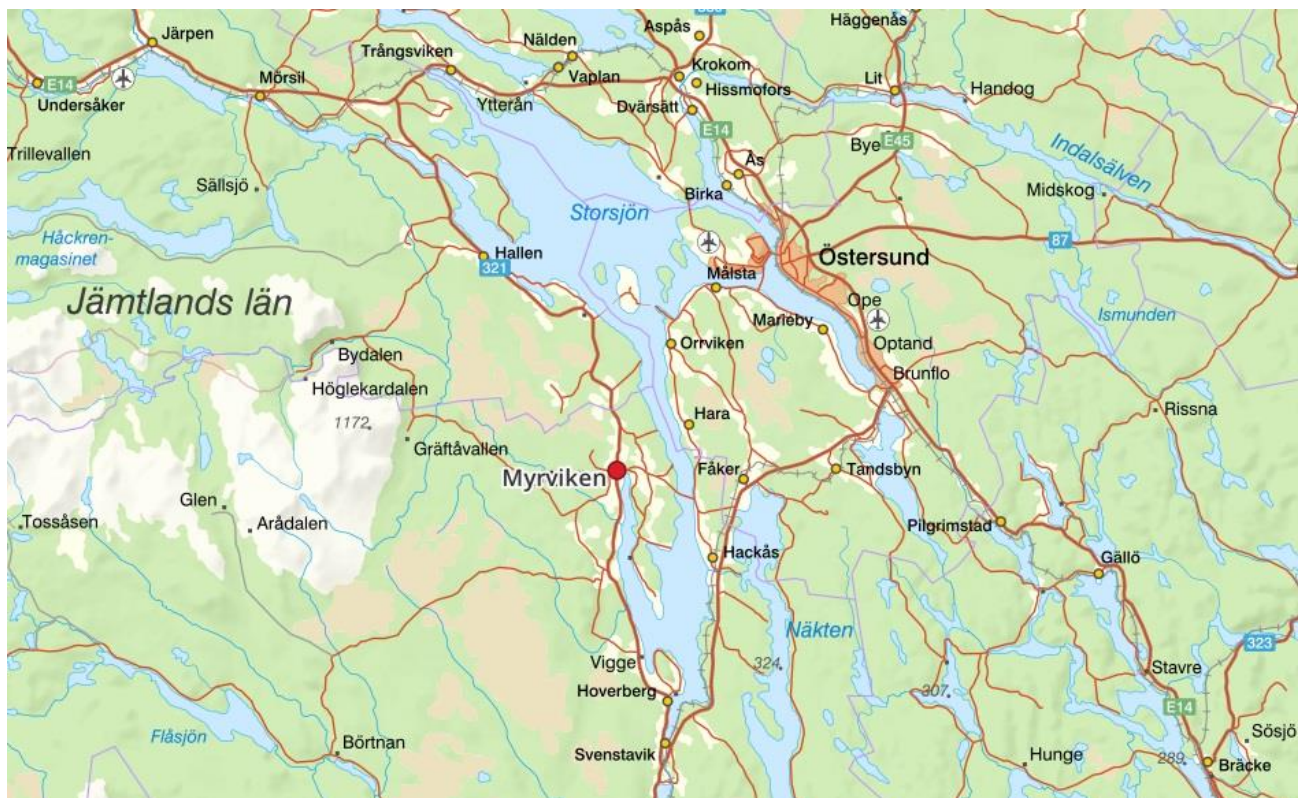 Järpen
Trångsviken
Nälden
Aspås
Häggenås
Vaplan
Krokom
Hissmofors
Lit
Handog
E14
Undersåker
Mörsil
Ytterån
Dvärsätt
E14
E45
Bye
Indalsälven
Trillevallen
Ås
Birka
Sällsjö
Midskog
Storsjön
87
Håckren-
magasinet
Hallen
321
Östersund
Målsta
Jämtlands län
Ope
Ismunden
Marieby
Optand
Bydalen
Orrviken
Brunflo
Höglekardalen
Rissna
1172
Hara
Gräftåvallen
Myrviken
Fåker
Tandsbyn
Glen
Tossåsen
Arådalen
Pilgrimstad
Hackås
Gällö
Näkten
323
Vigge
324
Stavre
Hoverberg
307
E14
Flåsjön
Börtnan
Svenstavik
Hunge
289
Sösjö
Bräcke